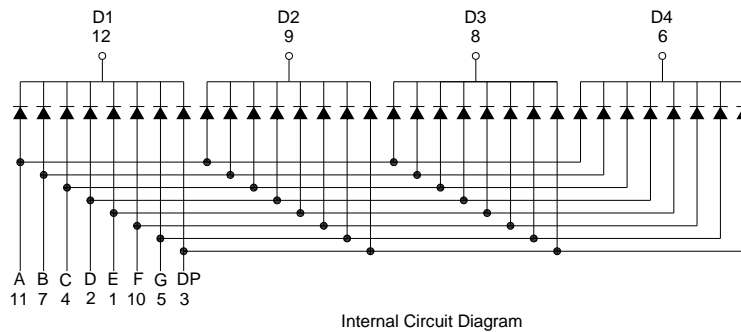 D1 D2 D3 D4
12 9 8 6
A B C D E F G DP
11 7 4 2 1 10 5 3
Internal Circuit Diagram